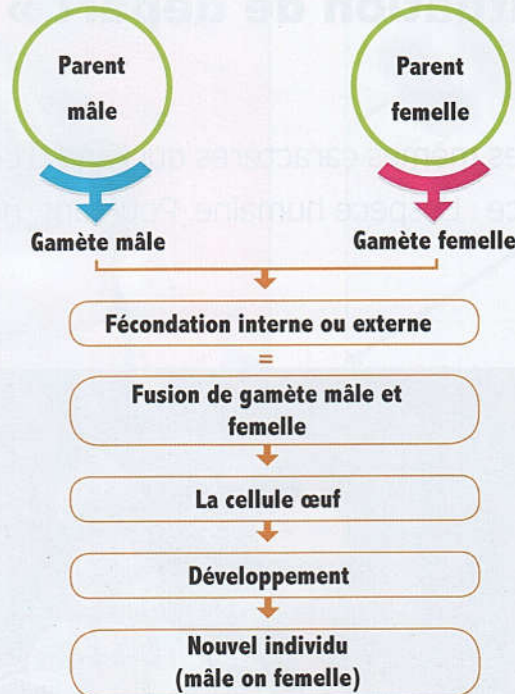 Parent
mâle
Parent
femelle
Gamète mâle
Gamète femelle
Fécondation interne ou externe
=
Fusion de gamète mâle et
femelle
La cellule œuf
Développement
Nouvel individu
(mâle on femelle)